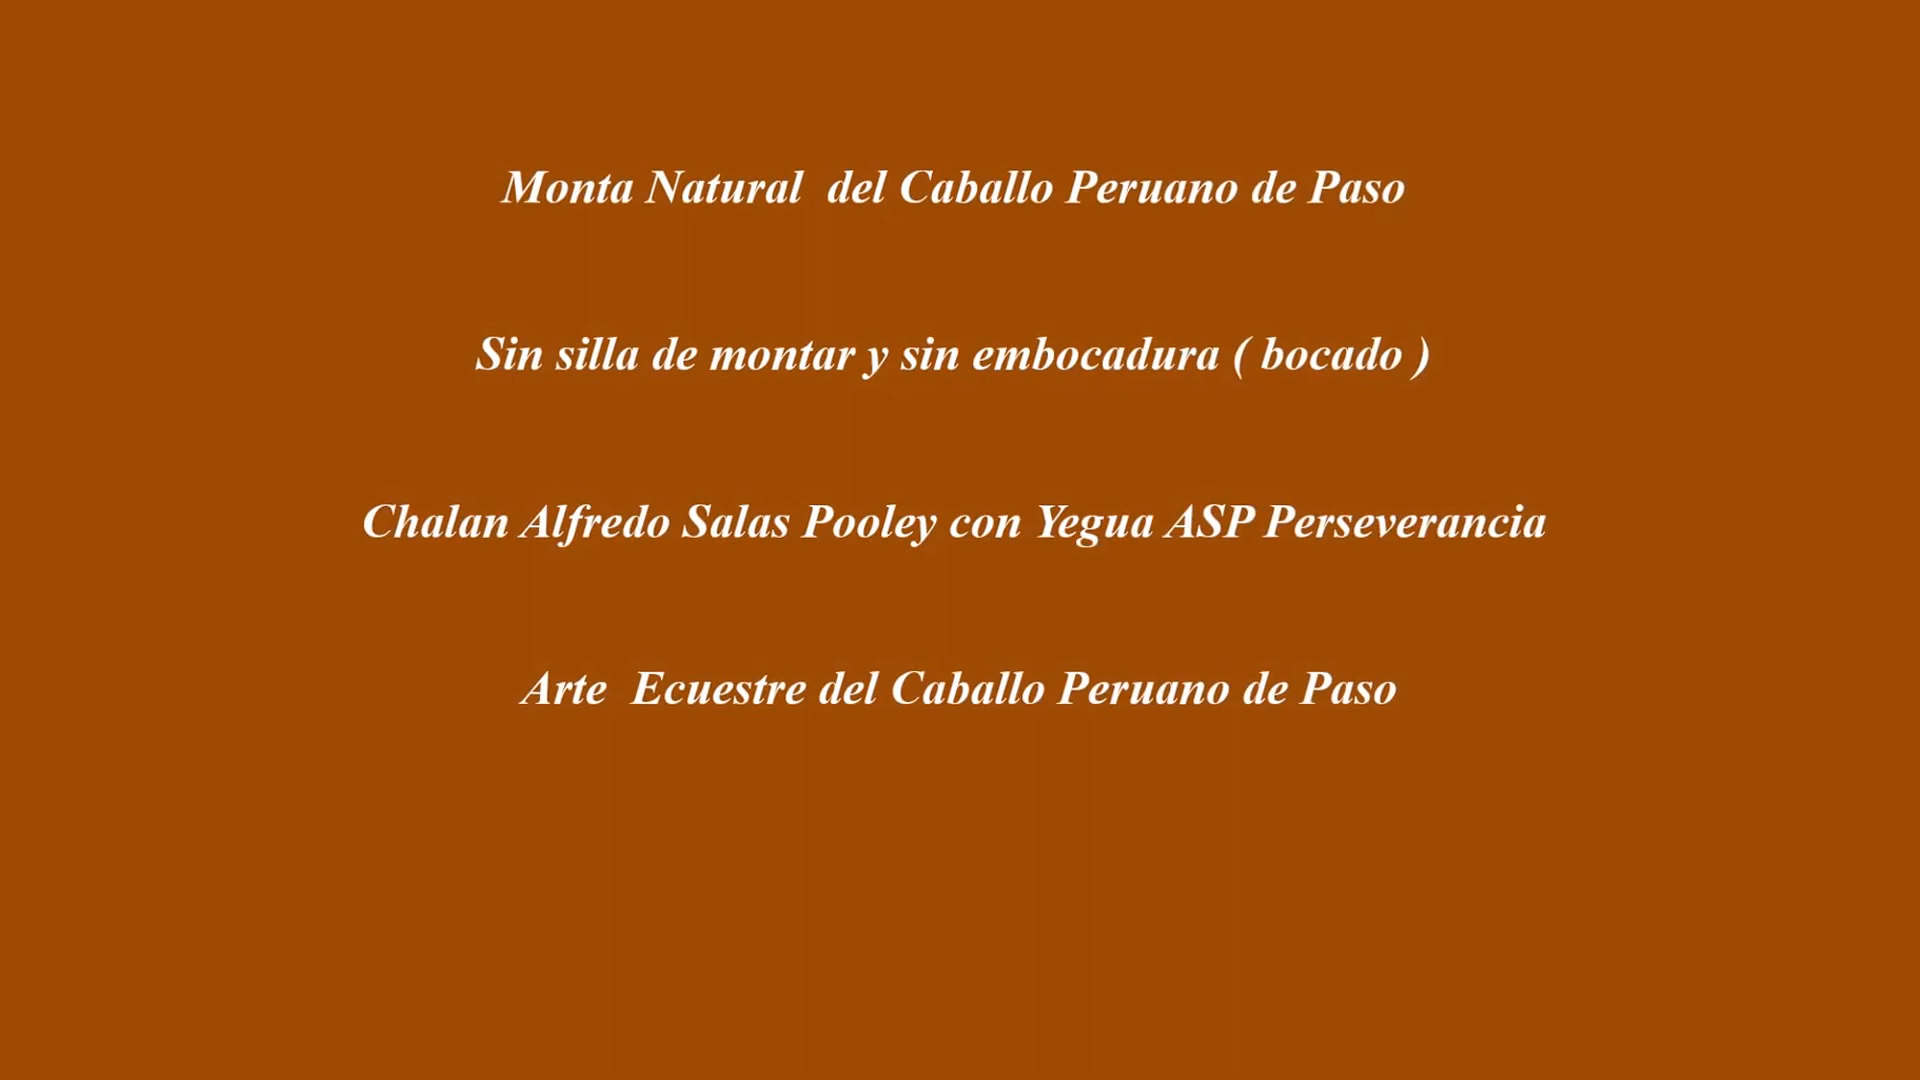 Monta Natural  del Caballo Peruano de Paso
Sin silla de montar y sin embocadura ( bocado )
Chalan Alfredo Salas Pooley con Yegua ASP Perseverancia
Arte  Ecuestre del Caballo Peruano de Paso